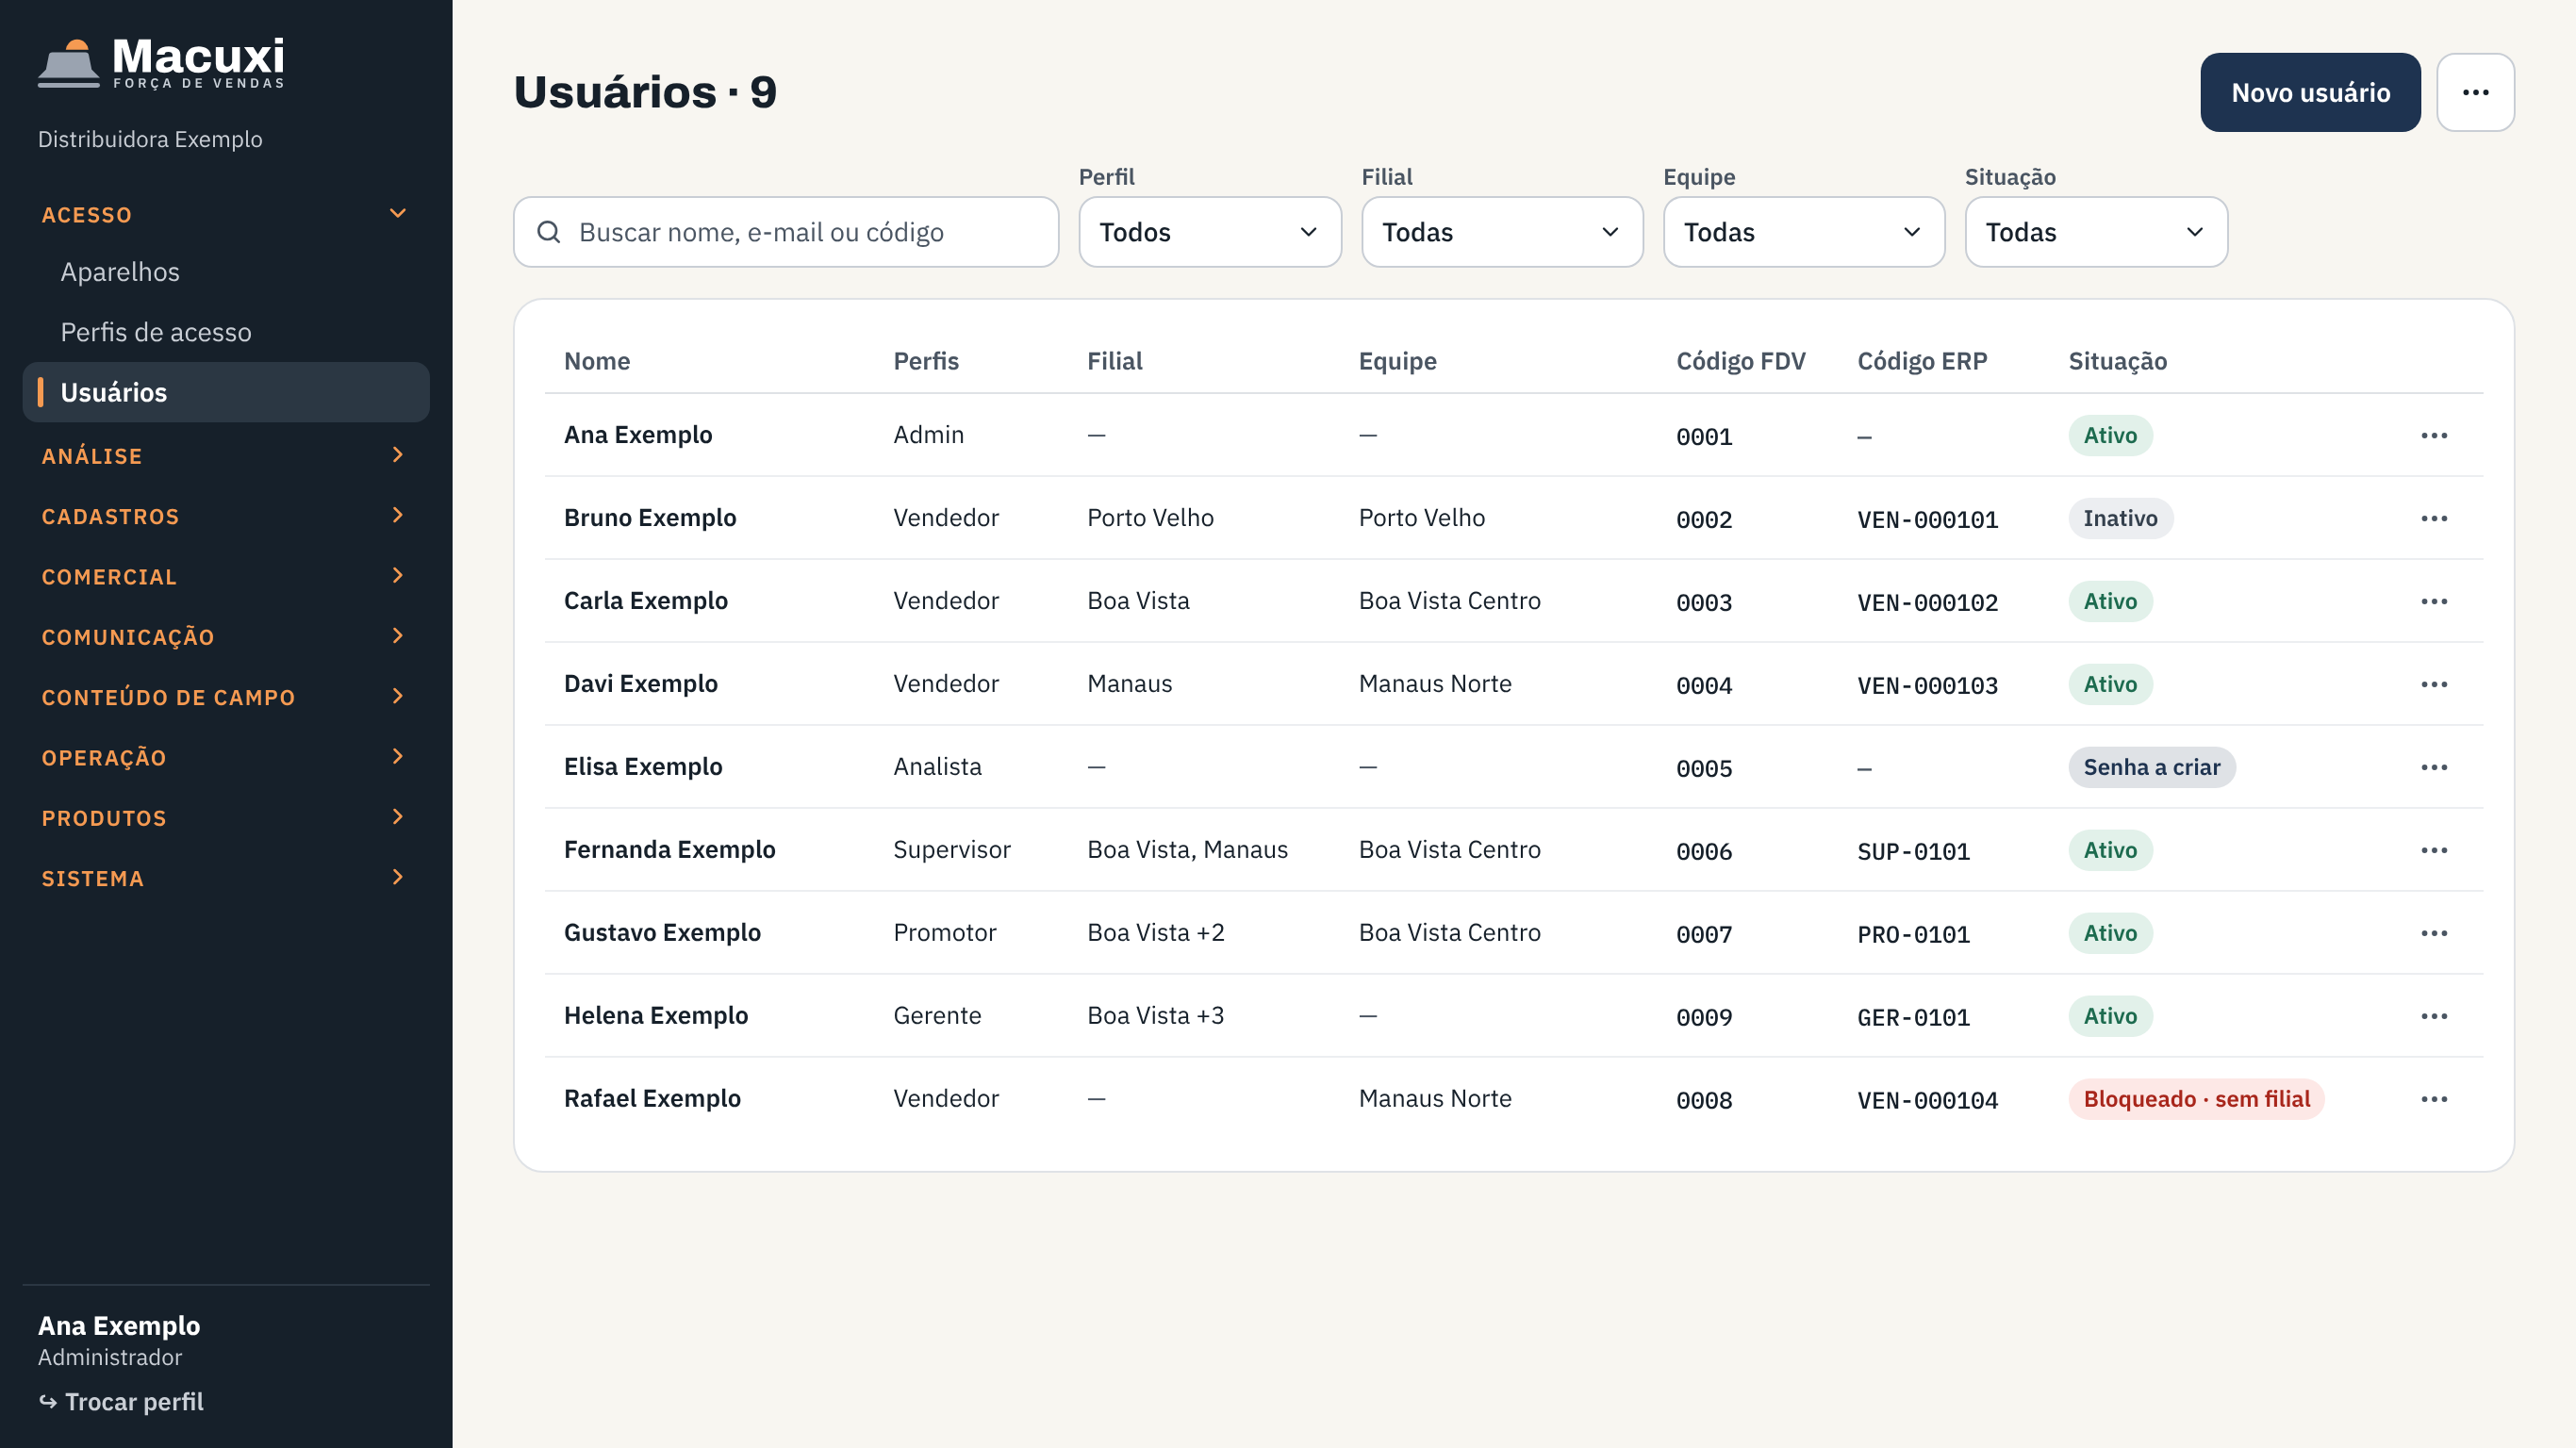 Macuxi
FORÇA DE VENDAS
Distribuidora Exemplo
ACESSO
Aparelhos
Perfis de acesso
Usuários
ANÁLISE
CADASTROS
COMERCIAL
COMUNICAÇÃO
CONTEÚDO DE CAMPO
OPERAÇÃO
PRODUTOS
SISTEMA
Ana Exemplo
Administrador
↪ Trocar perfil
Usuários · 9
Novo usuário
Perfil Filial Equipe Situação
Buscar nome, e-mail ou código Todos Todas Todas Todas
Nome Perfis Filial Equipe Código FDV Código ERP Situação
Ana Exemplo Admin — — 0001 — Ativo
Bruno Exemplo Vendedor Porto Velho Porto Velho 0002 VEN-000101 Inativo
Carla Exemplo Vendedor Boa Vista Boa Vista Centro 0003 VEN-000102 Ativo
Davi Exemplo Vendedor Manaus Manaus Norte 0004 VEN-000103 Ativo
Elisa Exemplo Analista — — 0005 — Senha a criar
Fernanda Exemplo Supervisor Boa Vista, Manaus Boa Vista Centro 0006 SUP-0101 Ativo
Gustavo Exemplo Promotor Boa Vista +2 Boa Vista Centro 0007 PRO-0101 Ativo
Helena Exemplo Gerente Boa Vista +3 — 0009 GER-0101 Ativo
Rafael Exemplo Vendedor — Manaus Norte 0008 VEN-000104 Bloqueado · sem filial